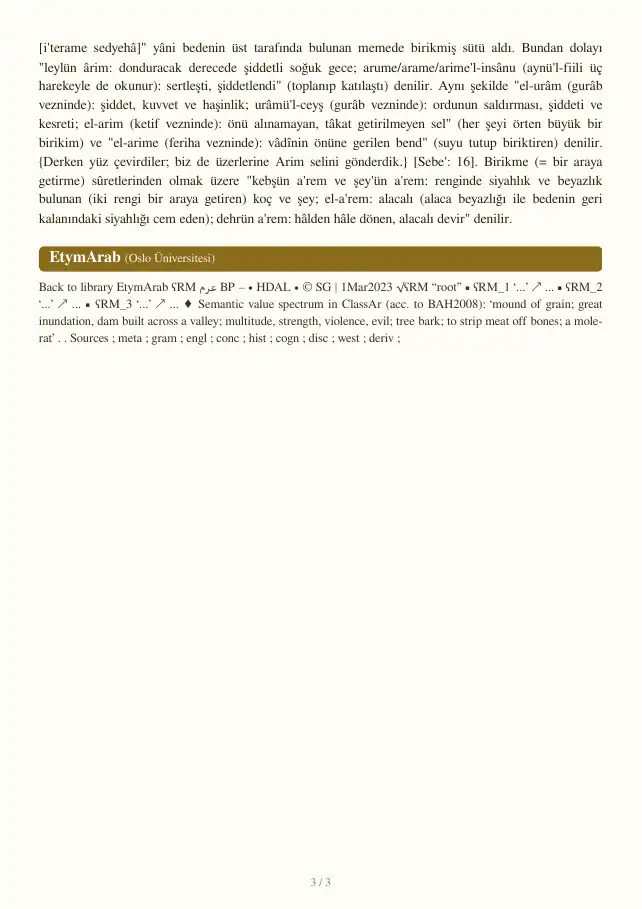 [i'terame sedyehâ]" yâni bedenin üst tarafında bulunan memede birikmiş sütü aldı. Bundan dolayı
"leylün ârim: donduracak derecede şiddetli soğuk gece; arume/arame/arime'l-insânu (aynü'l-fiili üç
harekeyle de okunur): sertleşti, şiddetlendi" (toplanıp katılaştı) denilir. Aynı şekilde "el-urâm (gurâb
vezninde): şiddet, kuvvet ve haşinlik; urâmü'l-ceyş (gurâb vezninde): ordunun saldırması, şiddeti ve
kesreti; el-arim (ketif vezninde): önü alınamayan, tâkat getirilmeyen sel" (her şeyi örten büyük bir
birikim) ve "el-arime (feriha vezninde): vâdînin önüne gerilen bend" (suyu tutup biriktiren) denilir.
{Derken yüz çevirdiler; biz de üzerlerine Arim selini gönderdik.} [Sebe': 16]. Birikme (= bir araya
getirme) sûretlerinden olmak üzere "kebşün a'rem ve şey'ün a'rem: renginde siyahlık ve beyazlık
bulunan (iki rengi bir araya getiren) koç ve şey; el-a'rem: alacalı (alaca beyazlığı ile bedenin geri
kalanındaki siyahlığı cem eden); dehrün a'rem: hâlden hâle dönen, alacalı devir" denilir.
EtymArab (Oslo Üniversitesi)
Back to library EtymArab ʕRM عرم BP – • HDAL • © SG | 1Mar2023 √ʕRM “root” ▪ ʕRM_1 ‘...’ ↗ ... ▪ ʕRM_2
‘...’ ↗ ... ▪ ʕRM_3 ‘...’ ↗ ... ♦ Semantic value spectrum in ClassAr (acc. to BAH2008): ‘mound of grain; great
inundation, dam built across a valley; multitude, strength, violence, evil; tree bark; to strip meat off bones; a mole-
rat’ . . Sources ; meta ; gram ; engl ; conc ; hist ; cogn ; disc ; west ; deriv ;
3 / 3